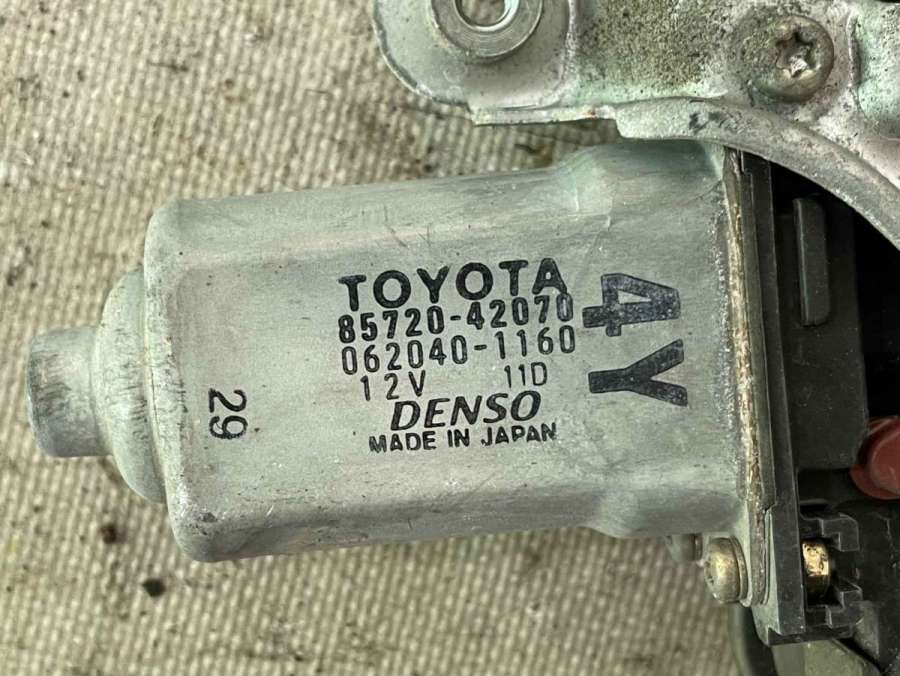 TOYOTA
85720-42070
062040-1160
12V 11D
DENSO
MADE IN JAPAN
4Y
29